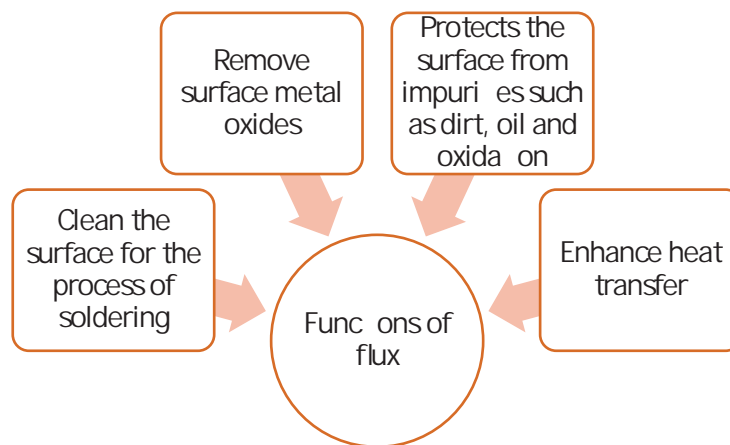 Remove
surface metal
oxides
Protects the
surface from
impuri es such
as dirt, oil and
oxida on
Clean the
surface for the
process of
soldering
Enhance heat
transfer
Func ons of
flux